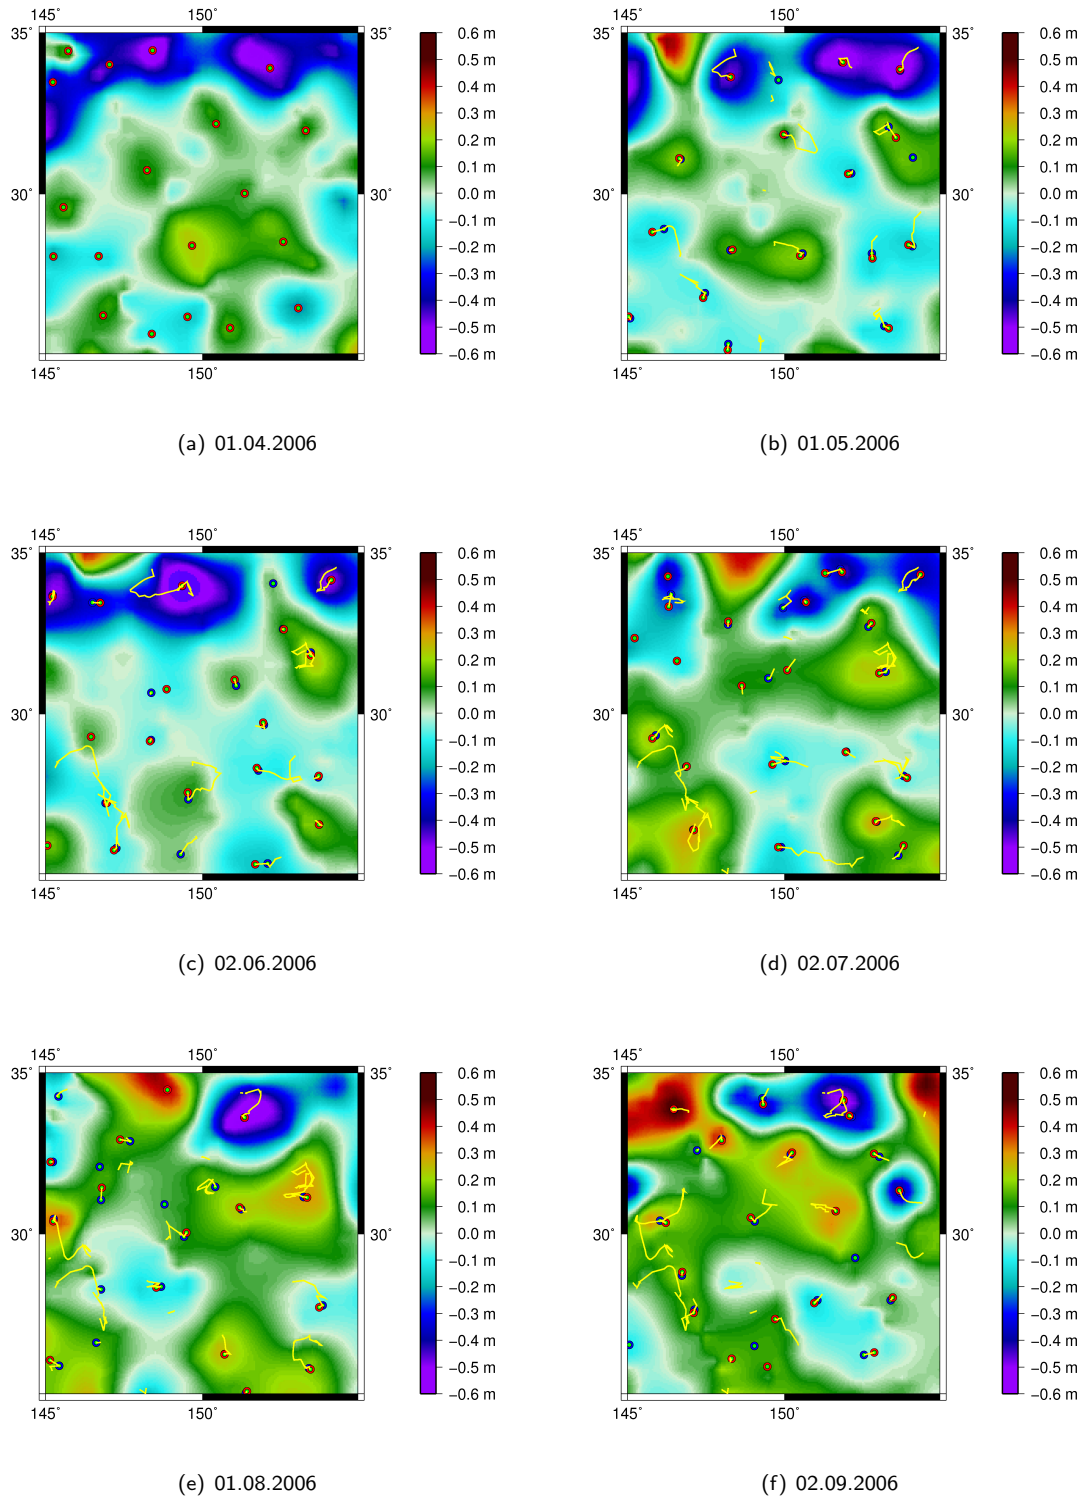 145° 150°
35° 35°
30° 30°
145° 150°
0.6 m
0.5 m
0.4 m
0.3 m
0.2 m
0.1 m
0.0 m
−0.1 m
−0.2 m
−0.3 m
−0.4 m
−0.5 m
−0.6 m
(a) 01.04.2006
145° 150°
35° 35°
30° 30°
145° 150°
0.6 m
0.5 m
0.4 m
0.3 m
0.2 m
0.1 m
0.0 m
−0.1 m
−0.2 m
−0.3 m
−0.4 m
−0.5 m
−0.6 m
(b) 01.05.2006
145° 150°
35° 35°
30° 30°
145° 150°
0.6 m
0.5 m
0.4 m
0.3 m
0.2 m
0.1 m
0.0 m
−0.1 m
−0.2 m
−0.3 m
−0.4 m
−0.5 m
−0.6 m
(c) 02.06.2006
145° 150°
35° 35°
30° 30°
145° 150°
0.6 m
0.5 m
0.4 m
0.3 m
0.2 m
0.1 m
0.0 m
−0.1 m
−0.2 m
−0.3 m
−0.4 m
−0.5 m
−0.6 m
(d) 02.07.2006
145° 150°
35° 35°
30° 30°
145° 150°
0.6 m
0.5 m
0.4 m
0.3 m
0.2 m
0.1 m
0.0 m
−0.1 m
−0.2 m
−0.3 m
−0.4 m
−0.5 m
−0.6 m
(e) 01.08.2006
145° 150°
35° 35°
30° 30°
145° 150°
0.6 m
0.5 m
0.4 m
0.3 m
0.2 m
0.1 m
0.0 m
−0.1 m
−0.2 m
−0.3 m
−0.4 m
−0.5 m
−0.6 m
(f) 02.09.2006